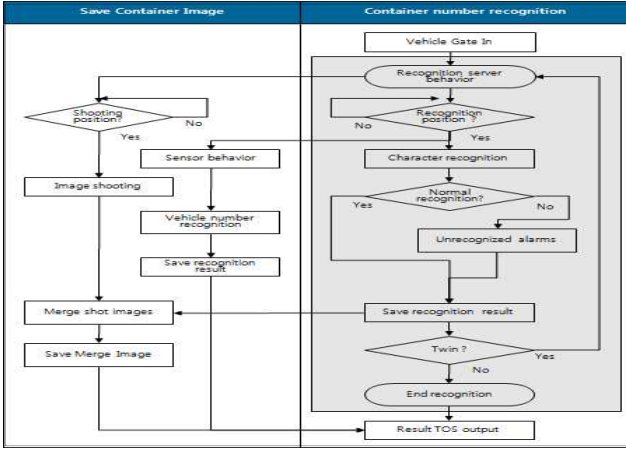 Save Container Image
Container number recognition
Vehicle Gate In
Recognition server
behavior
Shooting
position?
No
Yes
Recognition
position ?
No
Yes
Sensor behavior
Character recognition
Image shooting
Normal
recognition?
Yes
No
Vehicle number
recognition
Unrecognized alarms
Save recognition
result
Merge shot images
Save recognition result
Save Merge Image
Twin ?
Yes
No
End recognition
Result TOS output